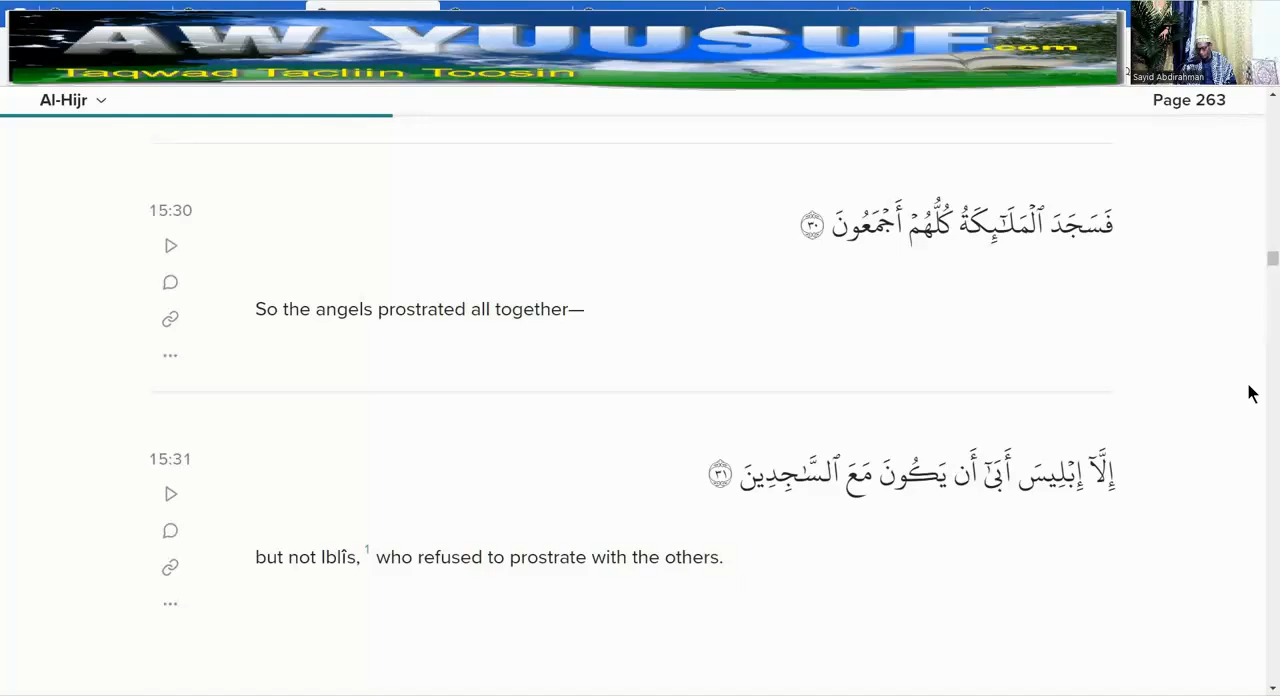 AW YUUSUF.com
Taqwad Tacliin Toosin
Sayid Abdirahman
Al-Hijr
Page 263
15:30
فَسَجَدَ ٱلْمَلَـٰٓئِكَةُ كُلُّهُمْ أَجْمَعُونَ ٣٠
So the angels prostrated all together—
15:31
إِلَّآ إِبْلِيسَ أَبَىٰٓ أَن يَكُونَ مَعَ ٱلسَّـٰجِدِينَ ٣١
but not Iblîs, 1 who refused to prostrate with the others.